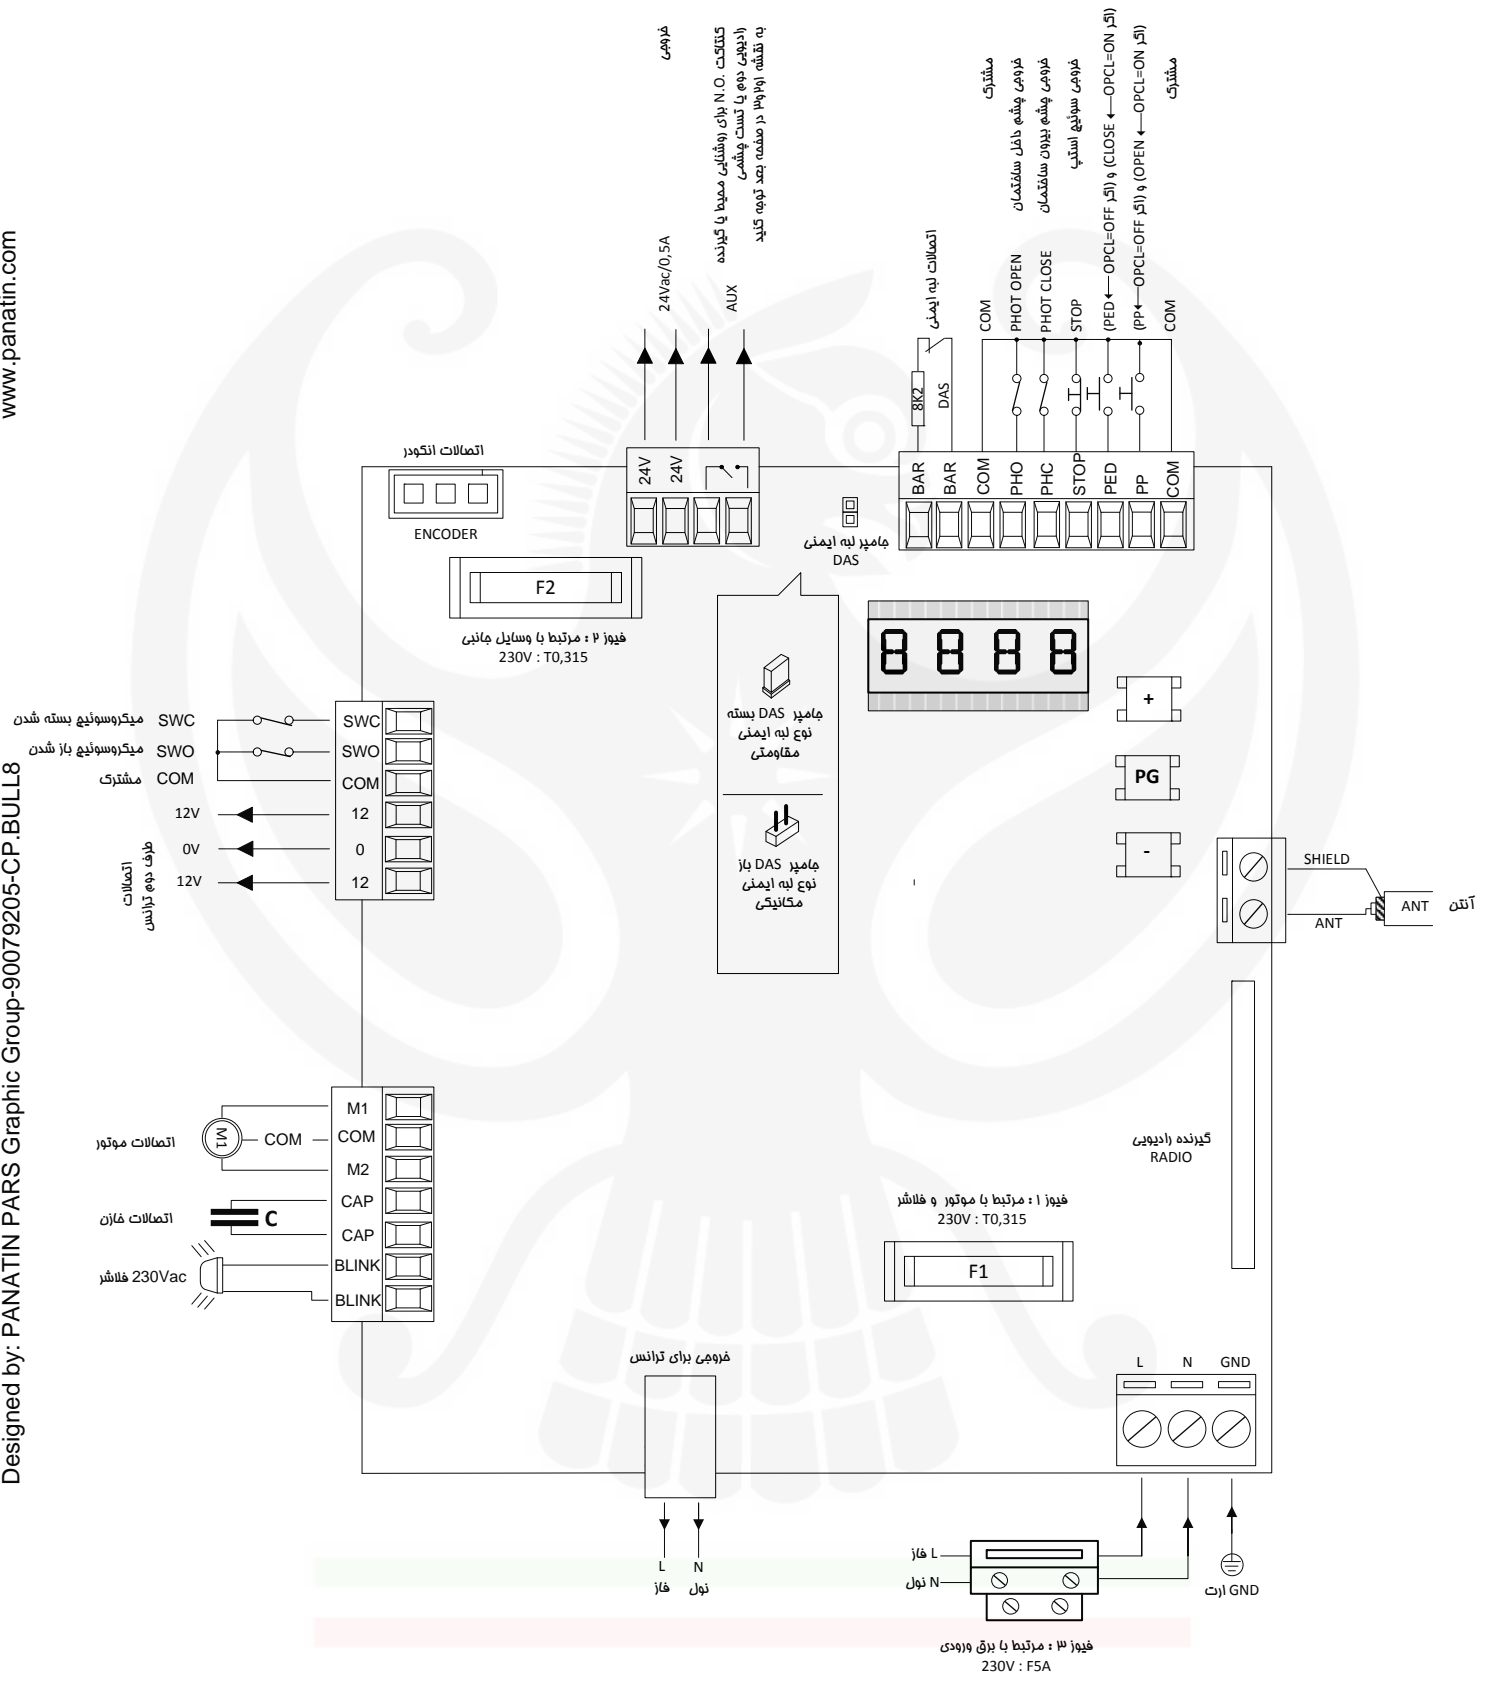 www.panatin.com
Designed by: PANATIN PARS Graphic Group-90079205-CP.BULL8
خروجی
24Vac/0,5A
کنتاکت .N.O برای روشنایی محیط یا گیرنده
رادیویی دوم یا تست چشمی
به نقشه ۱و۲و۳ در صفحه بعد توجه کنید
AUX
اتصالات لبه ایمنی
8K2
DAS
مشترک
COM
خروجی چشم داخل ساختمان
PHOT OPEN
خروجی چشم بیرون ساختمان
PHOT CLOSE
خروجی سوئیچ استپ
STOP
(PED ← OPCL=OFF اگر) و (CLOSE ← OPCL=ON اگر)
(PP ← OPCL=OFF اگر) و (OPEN ← OPCL=ON اگر)
مشترک
COM
اتصالات انکودر
ENCODER
24V
24V
BAR
BAR
COM
PHO
PHC
STOP
PED
PP
COM
جامپر لبه ایمنی
DAS
F2
فیوز ۲ : مرتبط با وسایل جانبی
230V : T0,315
8 8 8 8
جامپر DAS بسته
نوع لبه ایمنی
مقاومتی
جامپر DAS باز
نوع لبه ایمنی
مکانیکی
+
PG
-
میکروسوئیچ بسته شدن SWC
SWC
میکروسوئیچ باز شدن SWO
SWO
مشترک COM
COM
12V
12
0V
0
12V
12
اتصالات
طرف دوم ترانس
SHIELD
ANT
ANT
آنتن
M1
COM
M2
CAP
CAP
BLINK
BLINK
اتصالات موتور
M1
COM
اتصالات خازن
C
فلاشر 230Vac
گیرنده رادیویی
RADIO
فیوز ۱ : مرتبط با موتور و فلاشر
230V : T0,315
F1
خروجی برای ترانس
L N GND
L N
فاز نول
L فاز
N نول
GND ارت
فیوز ۳ : مرتبط با برق ورودی
230V : F5A